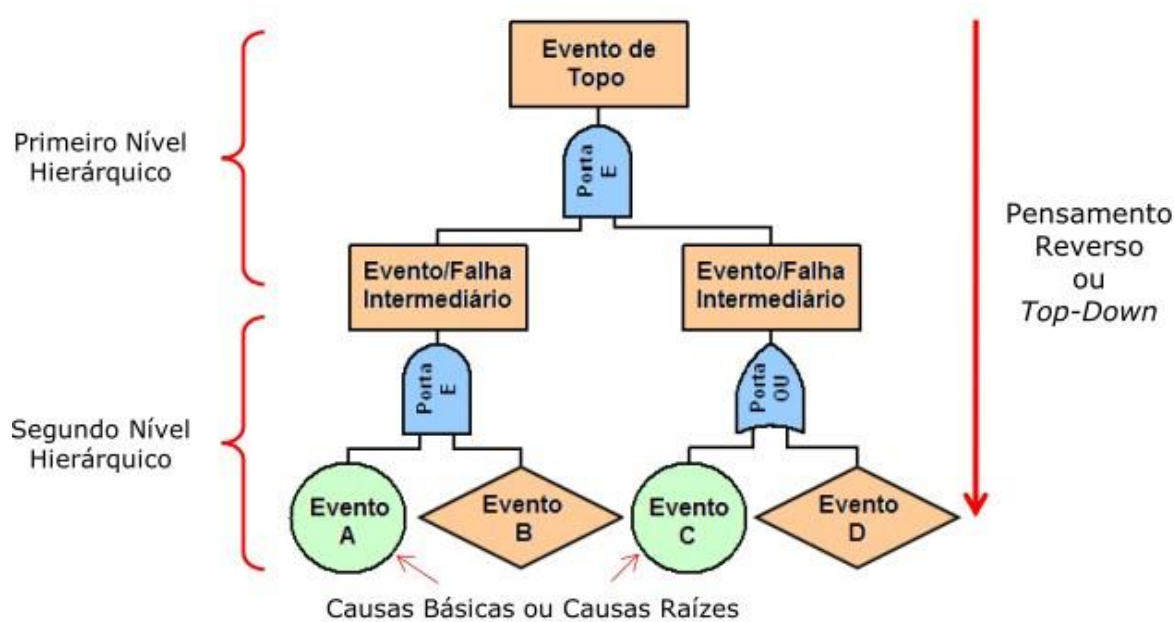 Evento de
Topo
Primeiro Nível
Hierárquico
Porta
E
Pensamento
Reverso
ou
Top-Down
Evento/Falha
Intermediário
Evento/Falha
Intermediário
Porta
E
Porta
OU
Segundo Nível
Hierárquico
Evento
A
Evento
B
Evento
C
Evento
D
Causas Básicas ou Causas Raízes